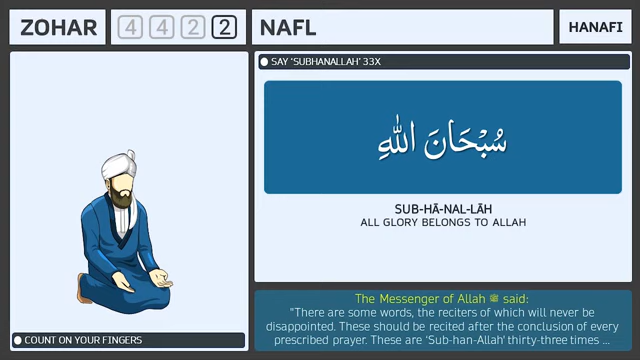 ZOHAR
4 4 2 2
NAFL
HANAFI
SAY 'SUBHANALLAH' 33X
سُبْحَانَ اللهِ
SUB-HĀ-NAL-LĀH
ALL GLORY BELONGS TO ALLAH
COUNT ON YOUR FINGERS
The Messenger of Allah ﷺ said:
"There are some words, the reciters of which will never be
disappointed. These should be recited after the conclusion of every
prescribed prayer. These are 'Sub-han-Allah' thirty-three times ...